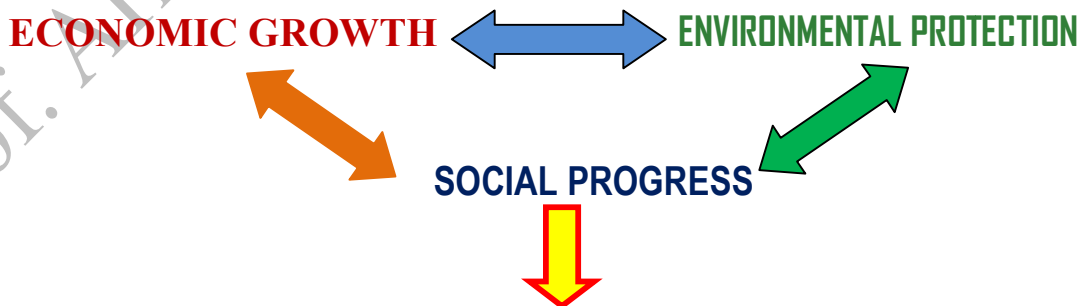 ECONOMIC GROWTH ENVIRONMENTAL PROTECTION
SOCIAL PROGRESS